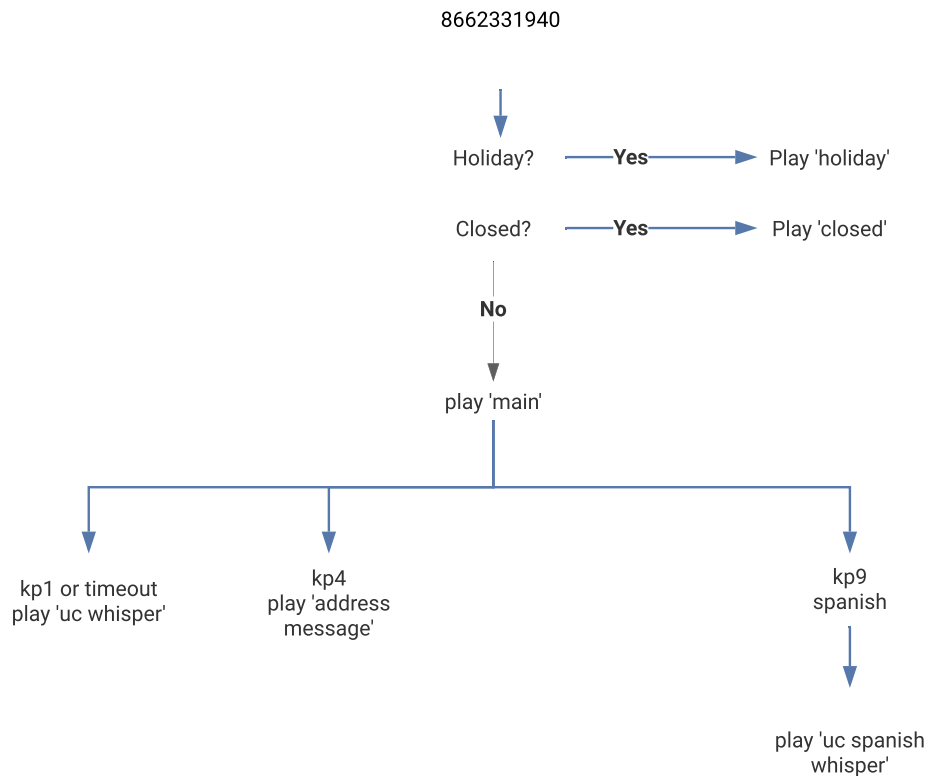 8662331940
Holiday?
Yes
Play 'holiday'
Closed?
Yes
Play 'closed'
No
play 'main'
kp1 or timeout
play 'uc whisper'
kp4
play 'address
message'
kp9
spanish
play 'uc spanish
whisper'